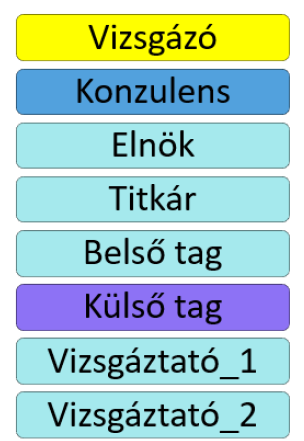 Vizsgázó
Konzulens
Elnök
Titkár
Belső tag
Külső tag
Vizsgáztató_1
Vizsgáztató_2